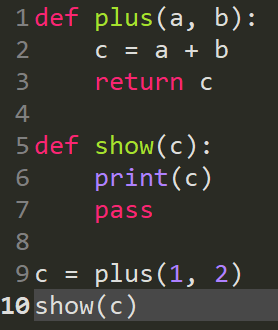 1 def plus(a, b):
2     c = a + b
3     return c
4
5 def show(c):
6     print(c)
7     pass
8
9 c = plus(1, 2)
10 show(c)